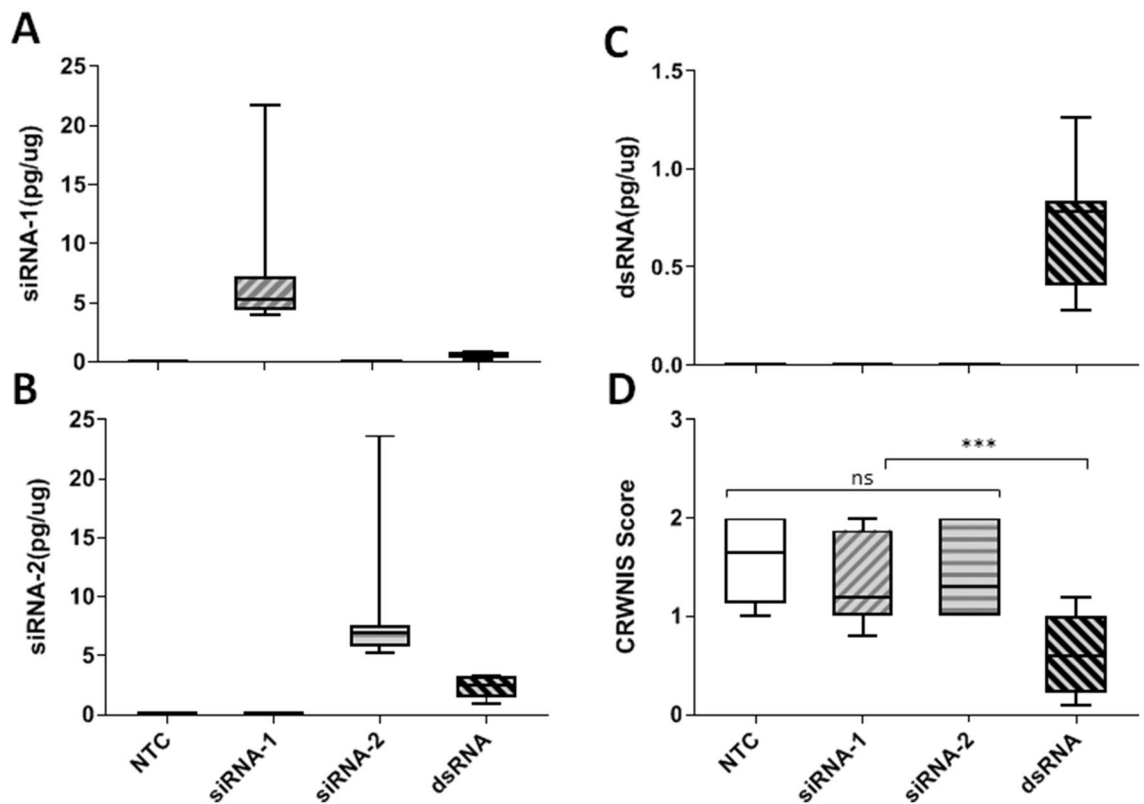 A
siRNA-1(pg/ug)
25
20
15
10
5
0
B
siRNA-2(pg/ug)
25
20
15
10
5
0
NTC
siRNA-1
siRNA-2
dsRNA
C
dsRNA(pg/ug)
1.5
1.0
0.5
0.0
D
CRWNIS Score
3
2
1
0
***
ns
NTC
siRNA-1
siRNA-2
dsRNA